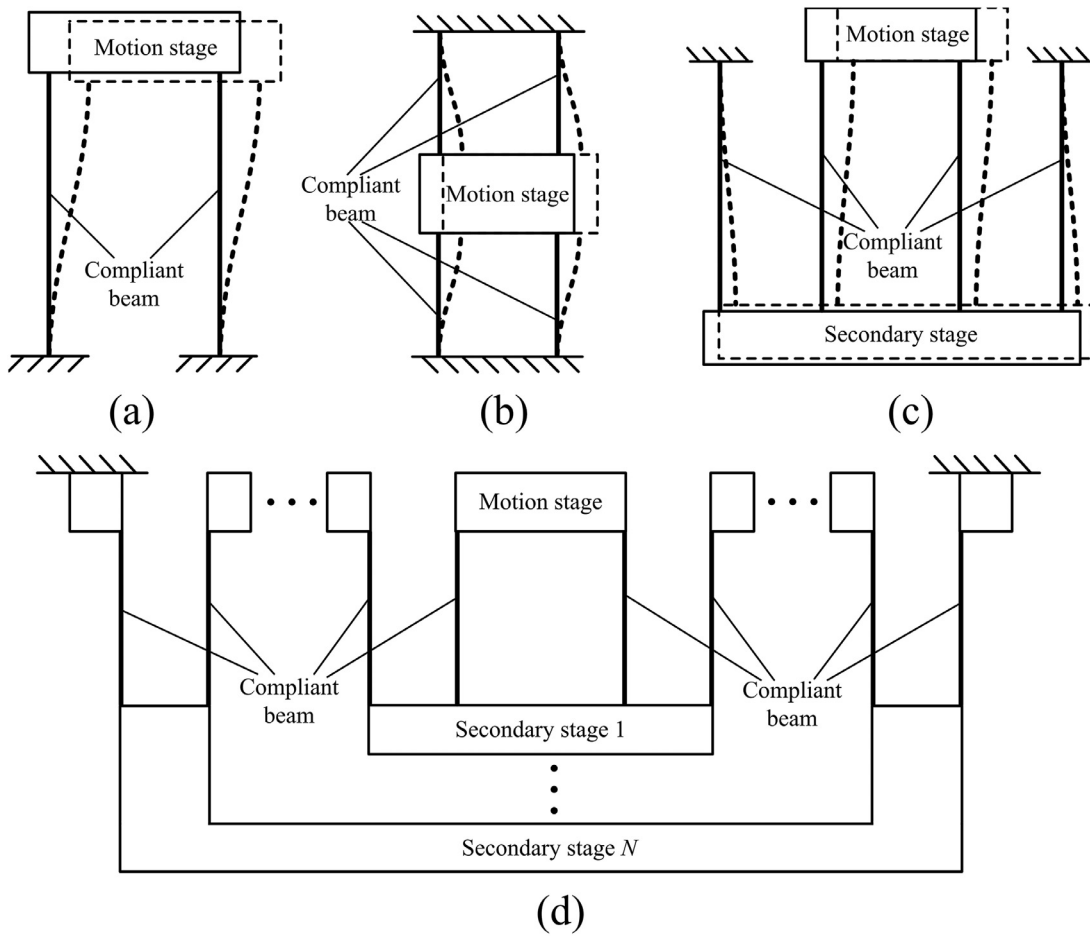 Motion stage
Compliant
beam
(a)
Compliant
beam
Motion stage
(b)
Motion stage
Compliant
beam
Secondary stage
(c)
Motion stage
Compliant
beam
Compliant
beam
Secondary stage 1
Secondary stage N
(d)